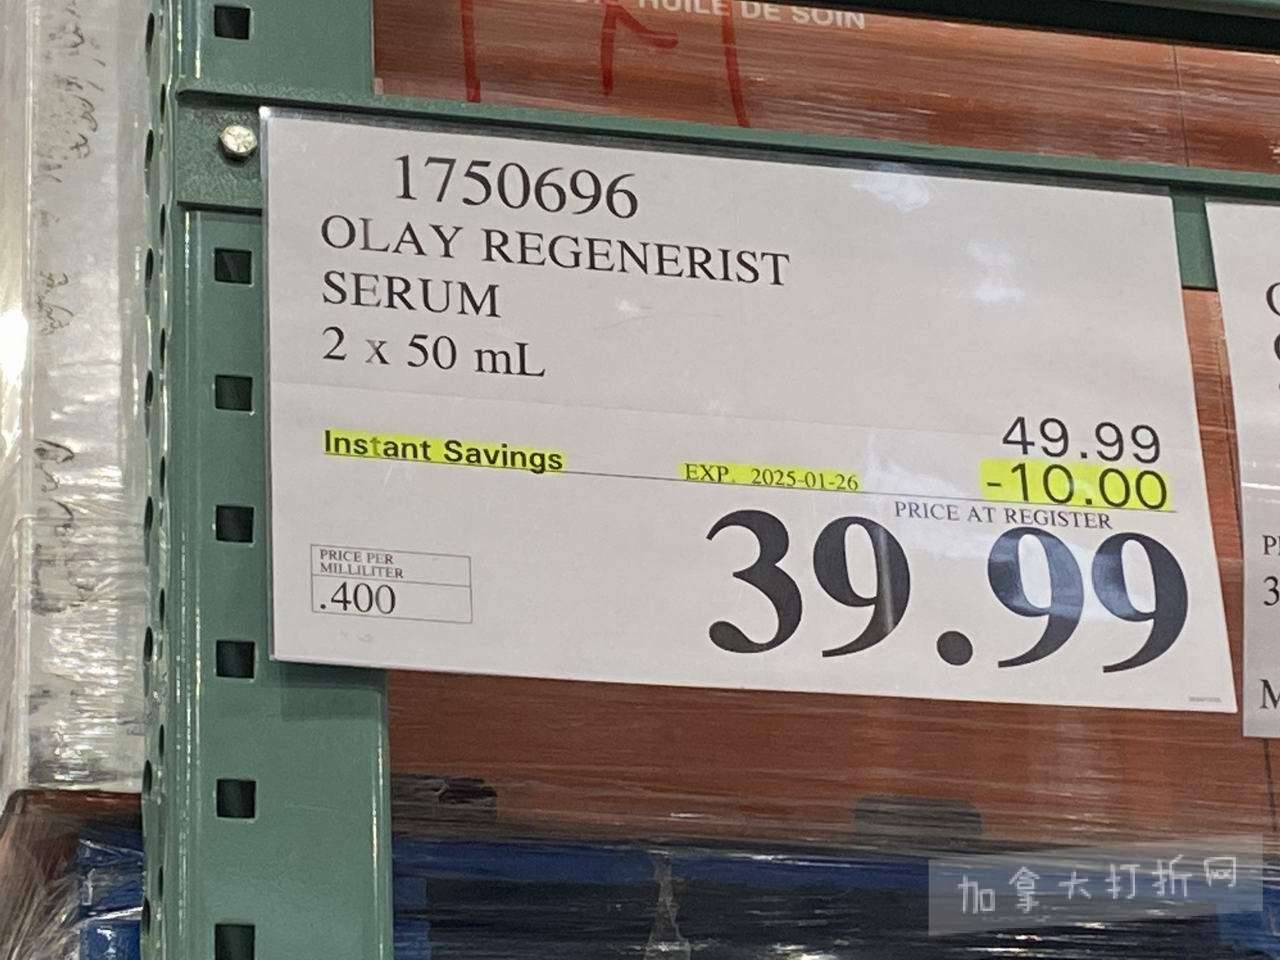 HUILE DE SOIN
1750696
OLAY REGENERIST
SERUM
2 x 50 mL
49.99
Instant Savings EXP. 2025-01-26 -10.00
PRICE AT REGISTER
39.99
PRICE PER
MILLILITER
.400
加拿大打折网